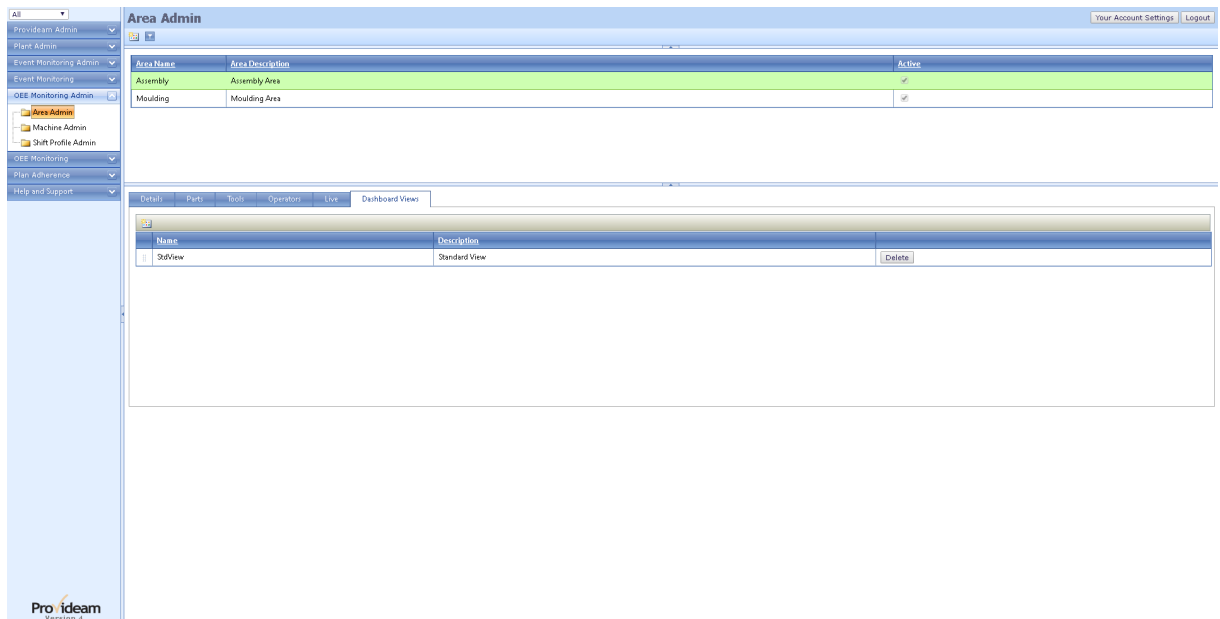 All
Area Admin
Your Account Settings Logout
Provideam Admin
Plant Admin
Event Monitoring Admin
Event Monitoring
OEE Monitoring Admin
Area Admin
Machine Admin
Shift Profile Admin
OEE Monitoring
Plan Adherence
Help and Support
Area Name Area Description Active
Assembly Assembly Area
Moulding Moulding Area
Details Parts Tools Operators Live Dashboard Views
Name Description
StdView Standard View Delete
Provideam
Version 4